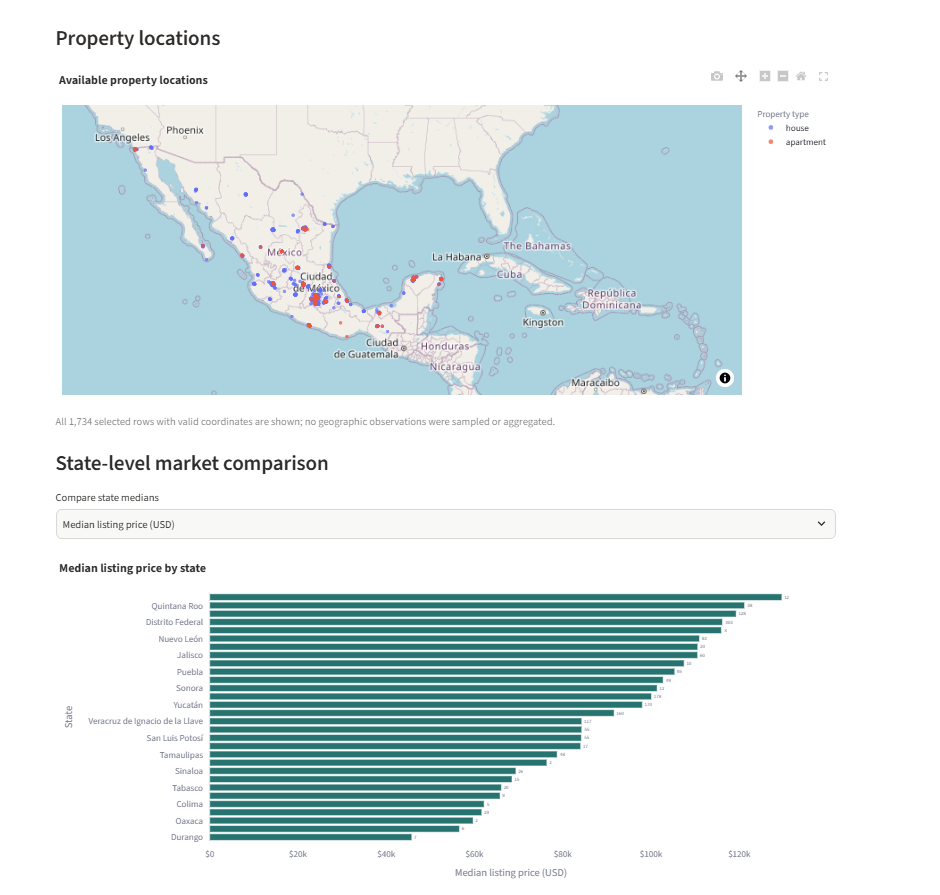 Property locations
Available property locations
Property type
house
apartment
Los Angeles
Phoenix
México
Ciudad
de México
La Habana
The Bahamas
Cuba
República
Dominicana
Kingston
Ciudad
de Guatemala
Honduras
Nicaragua
Maracaibo
All 1,734 selected rows with valid coordinates are shown; no geographic observations were sampled or aggregated.
State-level market comparison
Compare state medians
Median listing price (USD)
Median listing price by state
State
Quintana Roo
Distrito Federal
Nuevo León
Jalisco
Puebla
Sonora
Yucatán
Veracruz de Ignacio de la Llave
San Luis Potosí
Tamaulipas
Sinaloa
Tabasco
Colima
Oaxaca
Durango
$0 $20k $40k $60k $80k $100k $120k
Median listing price (USD)